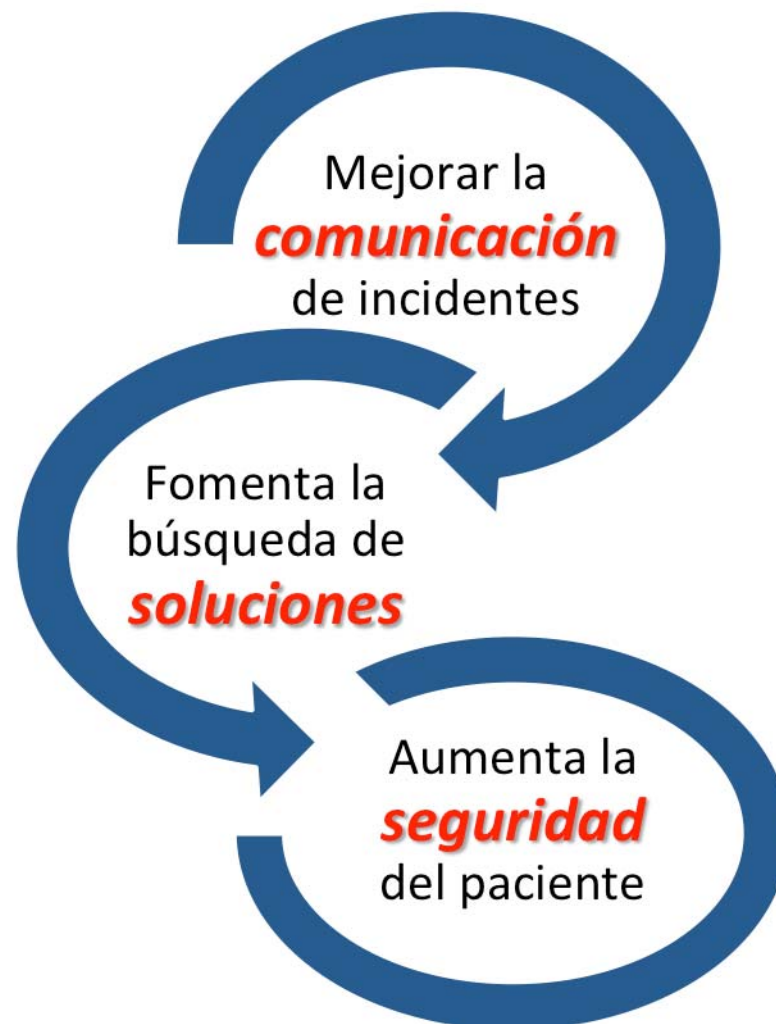 Mejorar la
comunicación
de incidentes
Fomenta la
búsqueda de
soluciones
Aumenta la
seguridad
del paciente